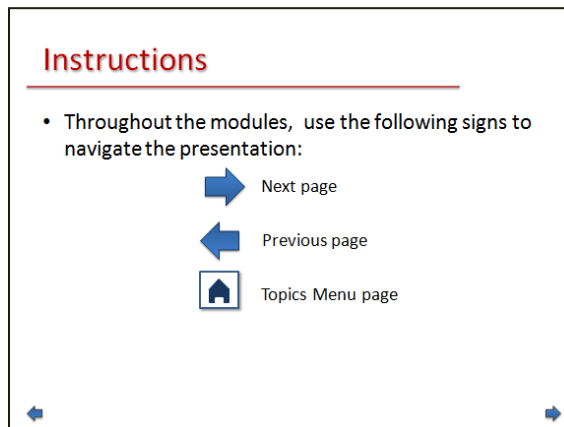 Instructions
• Throughout the modules, use the following signs to
navigate the presentation:
Next page
Previous page
Topics Menu page